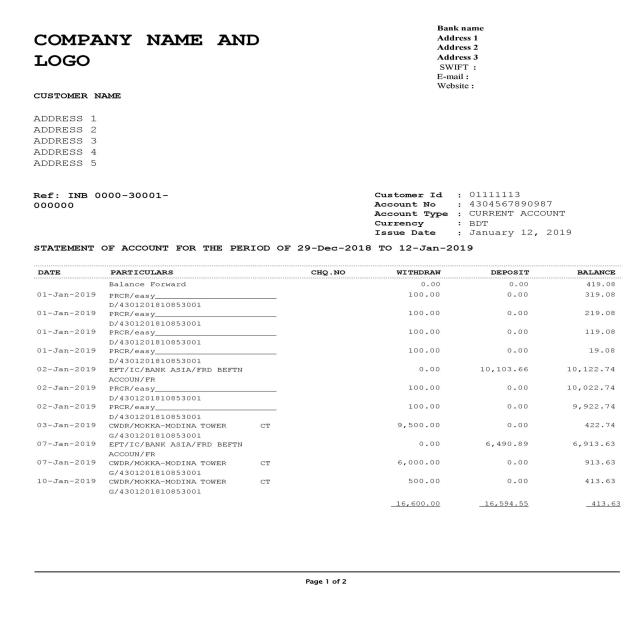 COMPANY NAME AND
LOGO
Bank name
Address 1
Address 2
Address 3
SWIFT :
E-mail :
Website :
CUSTOMER NAME
ADDRESS 1
ADDRESS 2
ADDRESS 3
ADDRESS 4
ADDRESS 5
Ref: INB 0000-30001-
000000
Customer Id : 01111113
Account No : 4304567890987
Account Type : CURRENT ACCOUNT
Currency : BDT
Issue Date : January 12, 2019
STATEMENT OF ACCOUNT FOR THE PERIOD OF 29-Dec-2018 TO 12-Jan-2019
DATE PARTICULARS CHQ.NO WITHDRAW DEPOSIT BALANCE
Balance Forward 0.00 0.00 419.08
01-Jan-2019 PRCR/easy____________________ 100.00 0.00 319.08
D/4301201810853001
01-Jan-2019 PRCR/easy____________________ 100.00 0.00 219.08
D/4301201810853001
01-Jan-2019 PRCR/easy____________________ 100.00 0.00 119.08
D/4301201810853001
01-Jan-2019 PRCR/easy____________________ 100.00 0.00 19.08
D/4301201810853001
02-Jan-2019 EFT/IC/BANK ASIA/FRD BEFTN 0.00 10,103.66 10,122.74
ACCOUN/FR
02-Jan-2019 PRCR/easy____________________ 100.00 0.00 10,022.74
D/4301201810853001
02-Jan-2019 PRCR/easy____________________ 100.00 0.00 9,922.74
D/4301201810853001
03-Jan-2019 CWDR/MOKKA-MODINA TOWER CT 9,500.00 0.00 422.74
G/4301201810853001
07-Jan-2019 EFT/IC/BANK ASIA/FRD BEFTN 0.00 6,490.89 6,913.63
ACCOUN/FR
07-Jan-2019 CWDR/MOKKA-MODINA TOWER CT 6,000.00 0.00 913.63
G/4301201810853001
10-Jan-2019 CWDR/MOKKA-MODINA TOWER CT 500.00 0.00 413.63
G/4301201810853001
16,600.00 16,594.55 413.63
Page 1 of 2